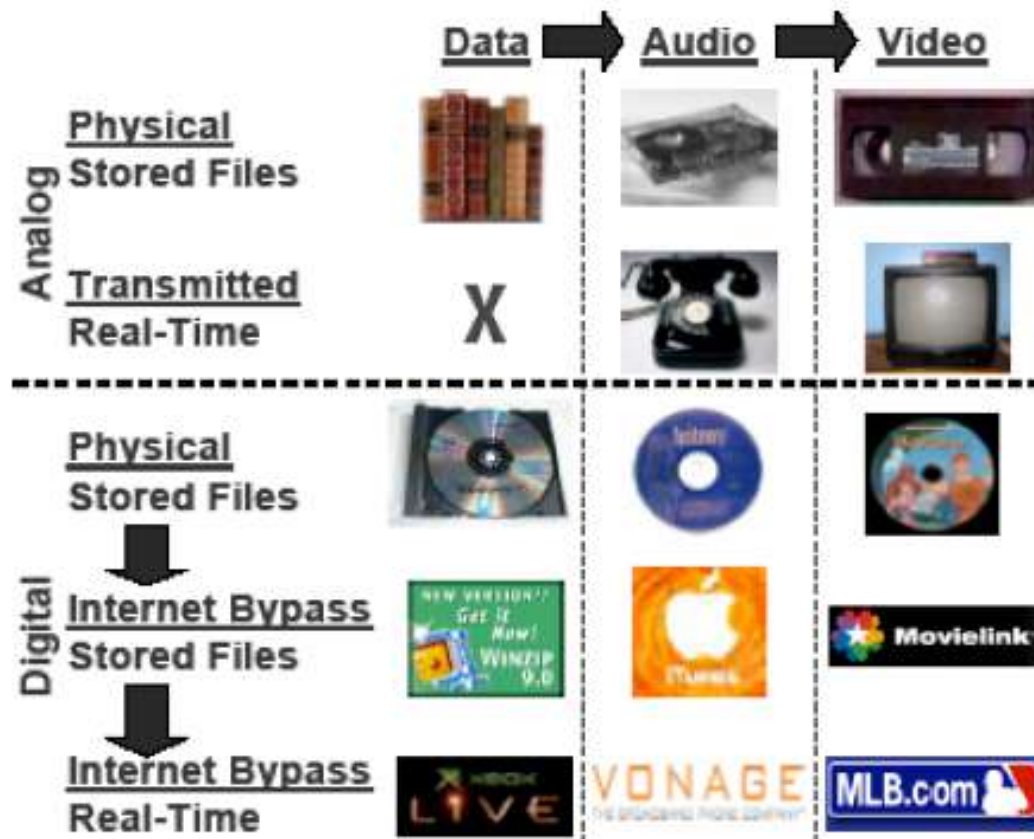 Data Audio Video
Physical
Stored Files
Analog
Transmitted
Real-Time
X
Physical
Stored Files
Digital
Internet Bypass
Stored Files
NEW VERSION!
Get it
Now!
WINZIP
9.0
iTunes
Movielink
Internet Bypass
Real-Time
XBOX
LIVE
VONAGE
THE BROADBAND PHONE COMPANY
MLB.com